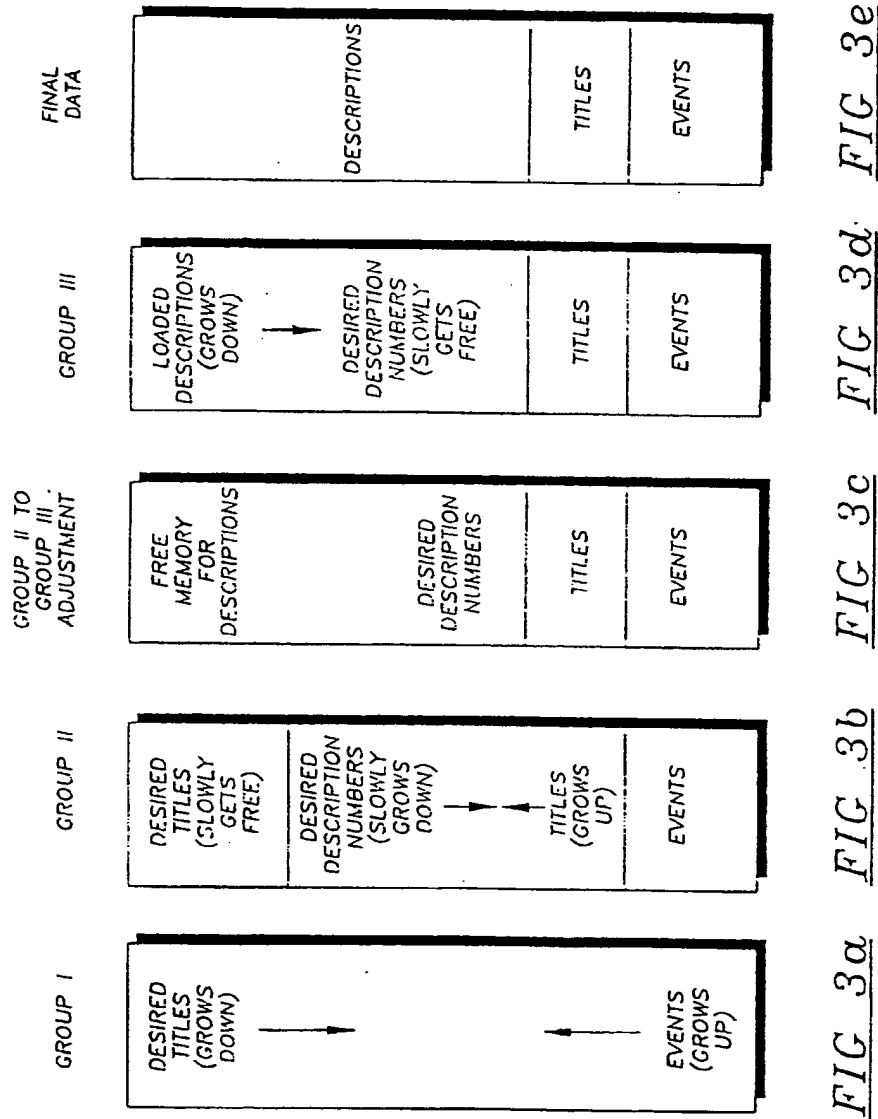 GROUP I
DESIRED
TITLES
(GROWS
DOWN)
EVENTS
(GROWS
UP)
FIG 3a
GROUP II
DESIRED
TITLES
(SLOWLY
GETS
FREE)
DESIRED
DESCRIPTION
NUMBERS
(SLOWLY
GROWS
DOWN)
TITLES
(GROWS
UP)
EVENTS
FIG 3b
GROUP II TO
GROUP III
ADJUSTMENT
FREE
MEMORY
FOR
DESCRIPTIONS
DESIRED
DESCRIPTION
NUMBERS
TITLES
EVENTS
FIG 3c
GROUP III
LOADED
DESCRIPTIONS
(GROWS
DOWN)
DESIRED
DESCRIPTION
NUMBERS
(SLOWLY
GETS
FREE)
TITLES
EVENTS
FIG 3d
FINAL
DATA
DESCRIPTIONS
TITLES
EVENTS
FIG 3e